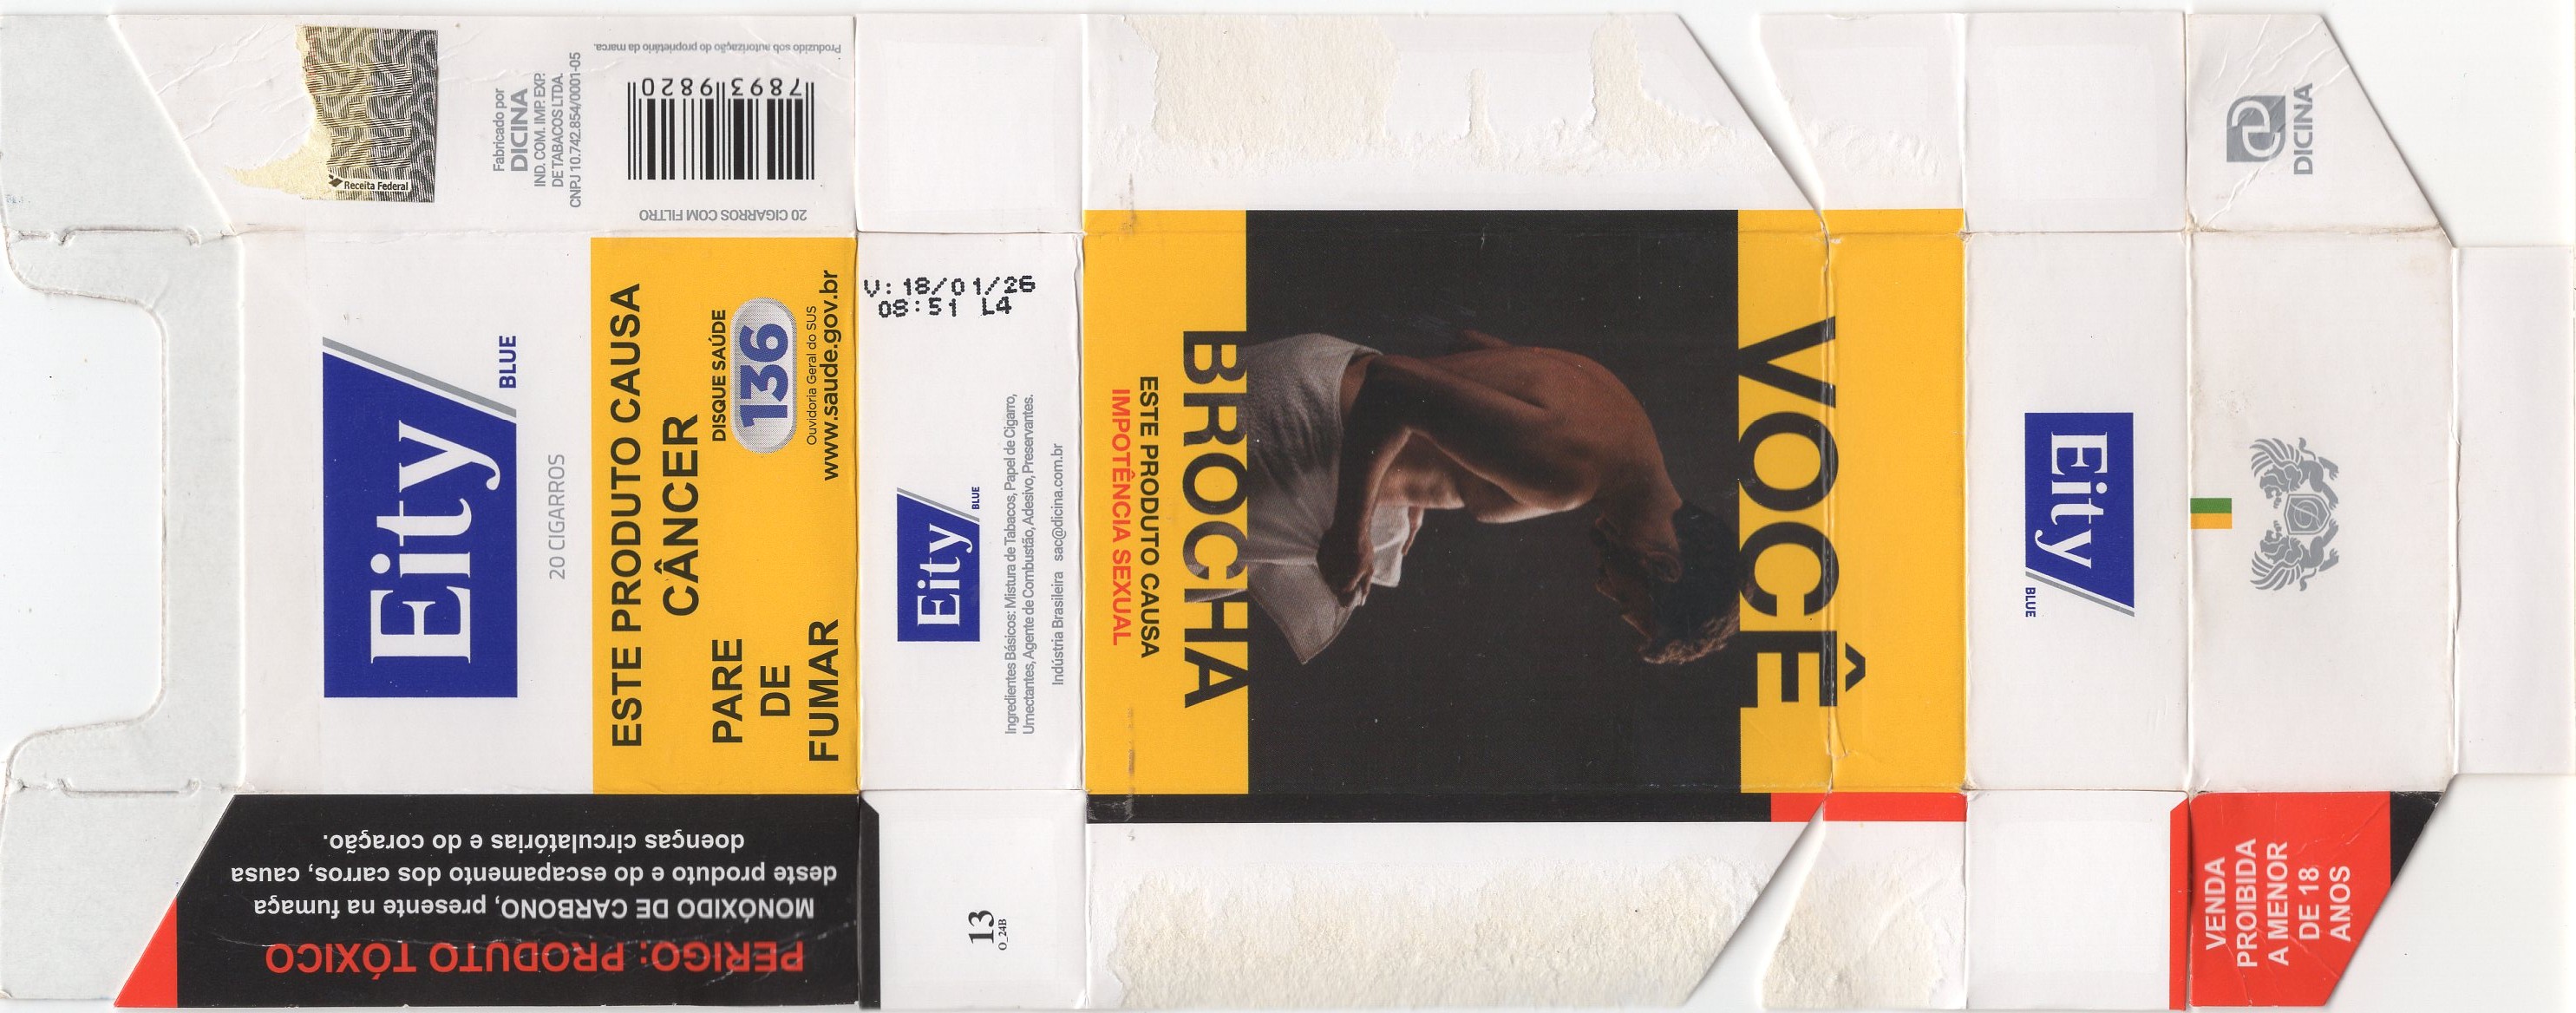 Receita Federal
Fabricado por
DICINA
IND. COM. IMP. EXP.
DE TABACOS LTDA.
CNPJ 10.742.854/0001-05
Produzido sob autorização do proprietário da marca.
78939820
20 CIGARROS COM FILTRO
Eity
BLUE
20 CIGARROS
ESTE PRODUTO CAUSA
CÂNCER
PARE
DE
FUMAR
DISQUE SAÚDE
136
Ouvidoria Geral do SUS
www.saude.gov.br
PERIGO: PRODUTO TÓXICO
MONÓXIDO DE CARBONO, presente na fumaça
deste produto e do escapamento dos carros, causa
doenças circulatórias e do coração.
V: 18/01/26
08:51 L4
Eity
BLUE
Ingredientes Básicos: Mistura de Tabacos, Papel de Cigarro,
Umectantes, Agente de Combustão, Adesivo, Preservantes.
Indústria Brasileira sac@dicina.com.br
13
O_24B
VOCÊ
BROCHA
ESTE PRODUTO CAUSA
IMPOTÊNCIA SEXUAL
Eity
BLUE
DICINA
VENDA
PROIBIDA
A MENOR
DE 18
ANOS